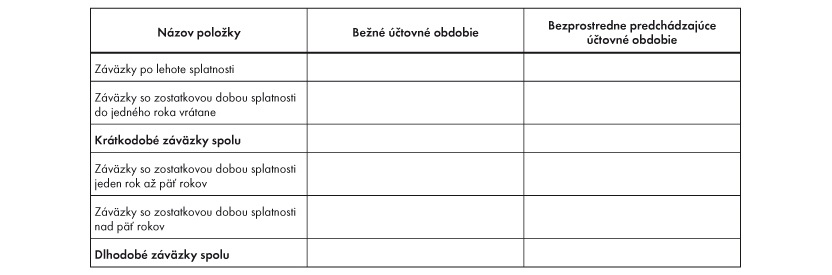 Názov položky
Bežné účtovné obdobie
Bezprostredne predchádzajúce
účtovné obdobie
Záväzky po lehote splatnosti
Záväzky so zostatkovou dobou splatnosti
do jedného roka vrátane
Krátkodobé záväzky spolu
Záväzky so zostatkovou dobou splatnosti
jeden rok až päť rokov
Záväzky so zostatkovou dobou splatnosti
nad päť rokov
Dlhodobé záväzky spolu